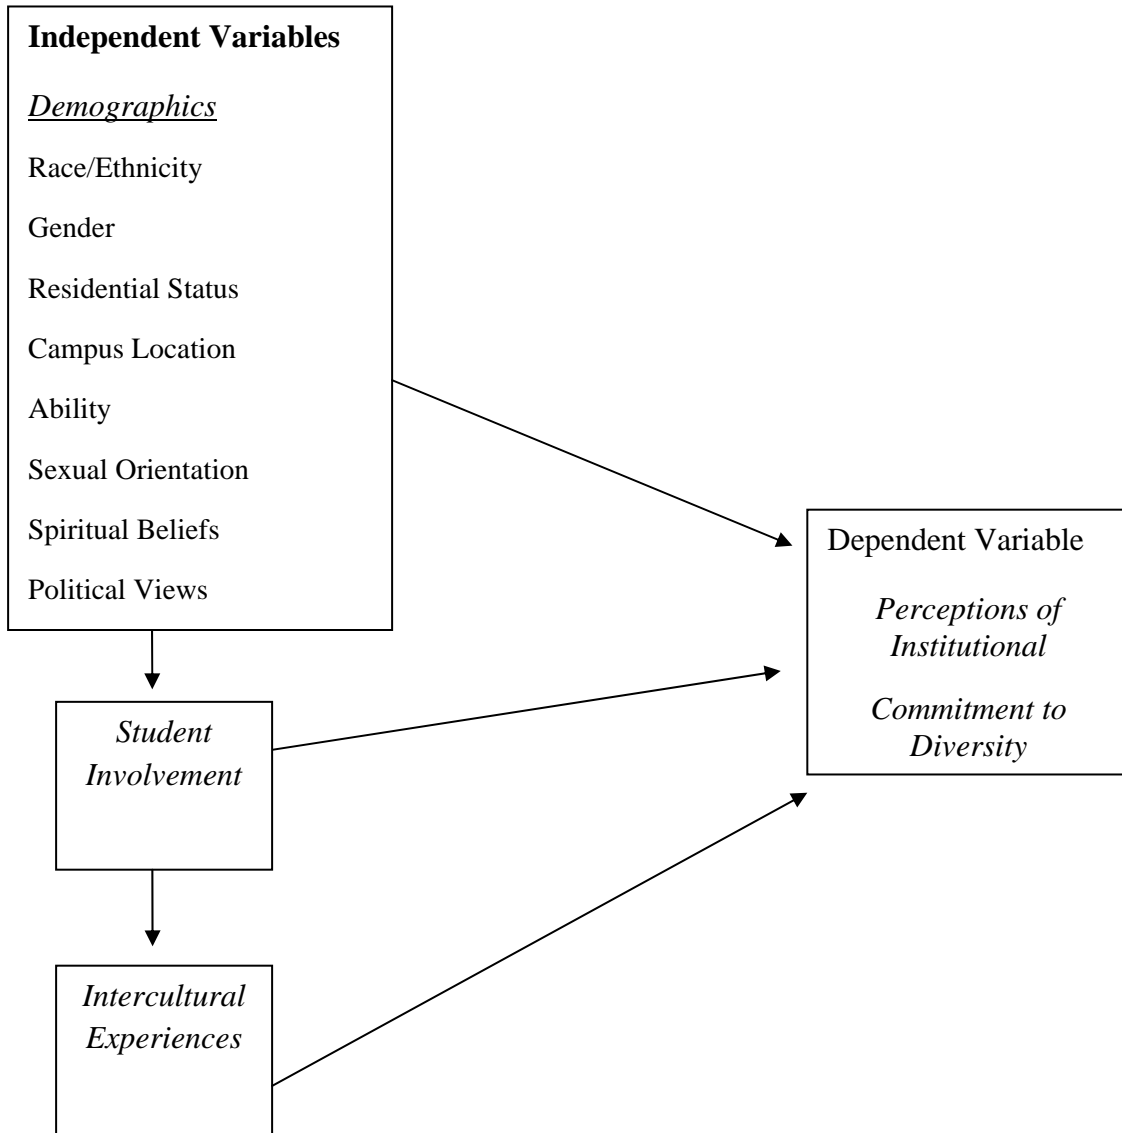 Independent Variables
Demographics
Race/Ethnicity
Gender
Residential Status
Campus Location
Ability
Sexual Orientation
Spiritual Beliefs
Political Views
Student
Involvement
Intercultural
Experiences
Dependent Variable
Perceptions of
Institutional
Commitment to
Diversity